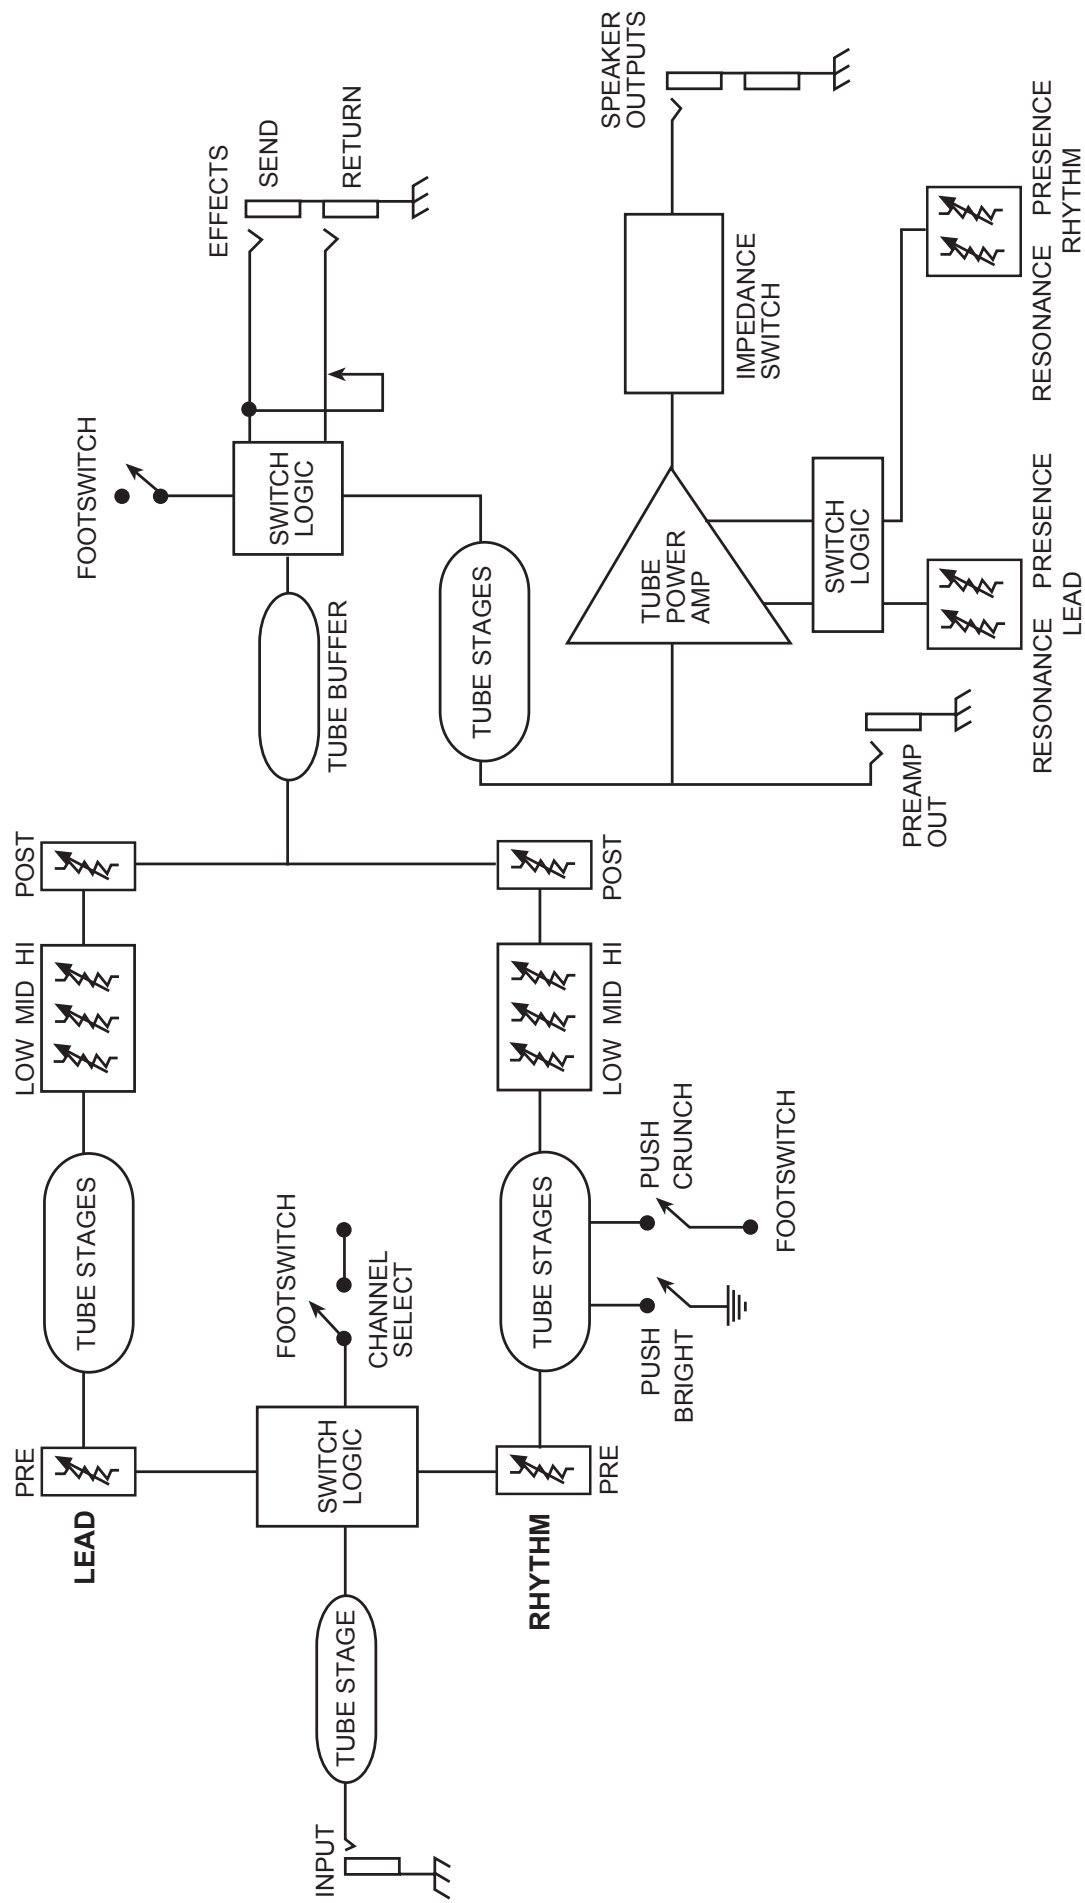 INPUT
TUBE STAGE
LEAD
PRE
SWITCH
LOGIC
RHYTHM
PRE
FOOTSWITCH
CHANNEL
SELECT
TUBE STAGES
LOW MID HI
POST
TUBE STAGES
PUSH
BRIGHT
PUSH
CRUNCH
FOOTSWITCH
LOW MID HI
POST
TUBE BUFFER
FOOTSWITCH
SWITCH
LOGIC
EFFECTS
SEND
RETURN
TUBE STAGES
PREAMP
OUT
TUBE
POWER
AMP
IMPEDANCE
SWITCH
SPEAKER
OUTPUTS
SWITCH
LOGIC
RESONANCE PRESENCE
LEAD
RESONANCE PRESENCE
RHYTHM